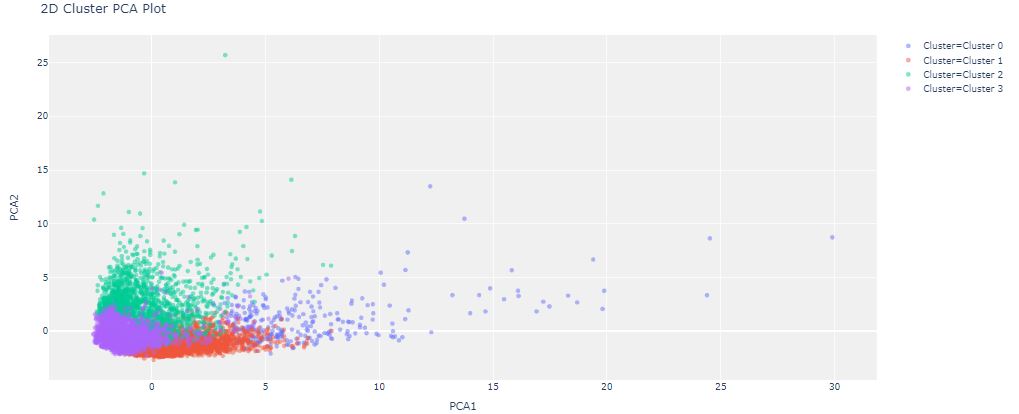 2D Cluster PCA Plot
Cluster=Cluster 0
Cluster=Cluster 1
Cluster=Cluster 2
Cluster=Cluster 3
25
20
15
10
5
0
PCA2
0 5 10 15 20 25 30
PCA1